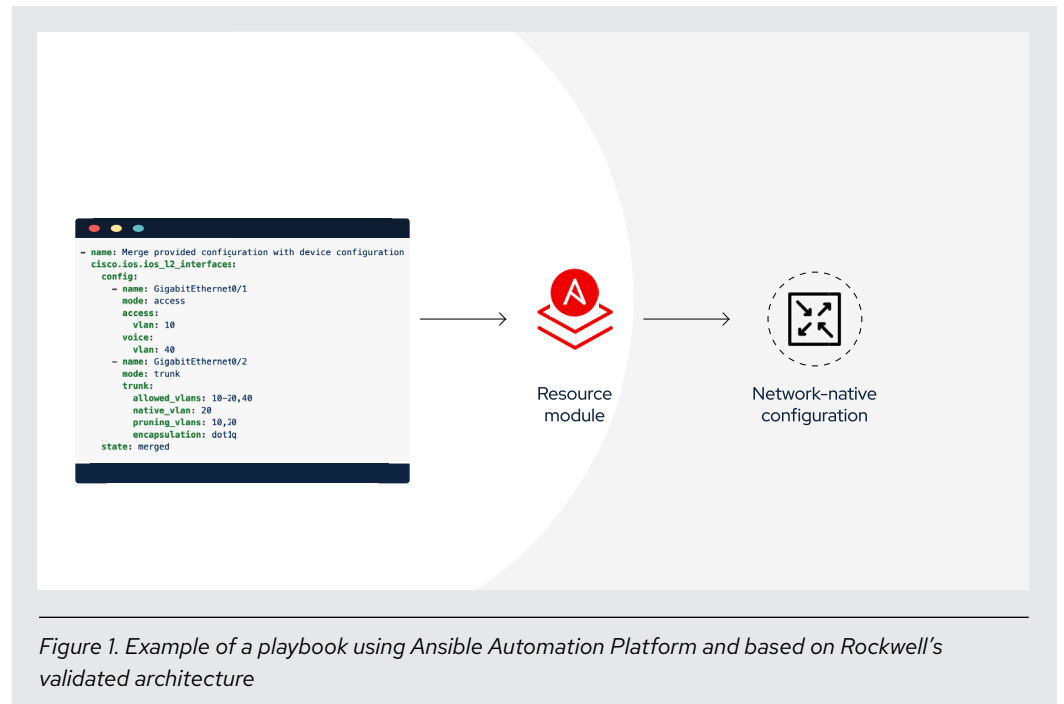 - name: Merge provided configuration with device configuration
  cisco.ios.ios_l2_interfaces:
    config:
      - name: GigabitEthernet0/1
        mode: access
        access:
          vlan: 10
        voice:
          vlan: 40
      - name: GigabitEthernet0/2
        mode: trunk
        trunk:
          allowed_vlans: 10-20,40
          native_vlan: 20
          pruning_vlans: 10,20
          encapsulation: dot1q
    state: merged
Resource
module
Network-native
configuration
Figure 1. Example of a playbook using Ansible Automation Platform and based on Rockwell’s
validated architecture